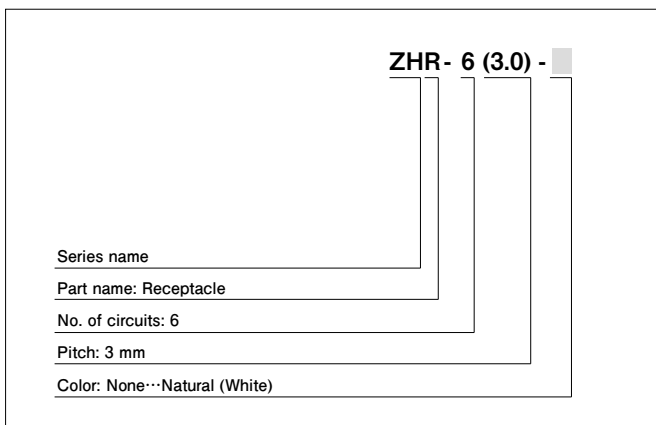 ZHR - 6 (3.0) -
Series name
Part name: Receptacle
No. of circuits: 6
Pitch: 3 mm
Color: None⋯Natural (White)